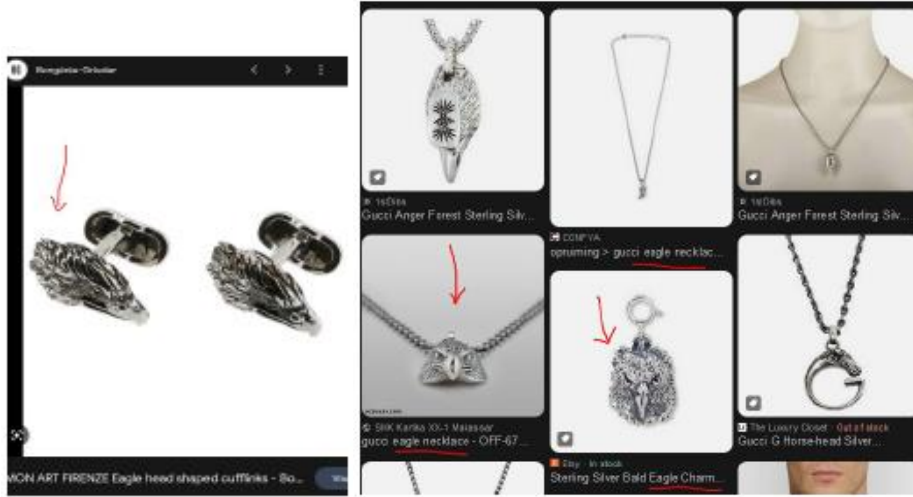 MON ART FIRENZE Eagle head shaped cufflinks - So...
1stDibs
Gucci Anger Forest Sterling Silv...
opruming > gucci eagle necklac...
1stDibs
Gucci Anger Forest Sterling Silv...
gucci eagle necklace - OFF-67...
Etsy · In stock
Sterling Silver Bald Eagle Charm...
The Luxury Closet · Out of stock
Gucci G Horse-head Silver...